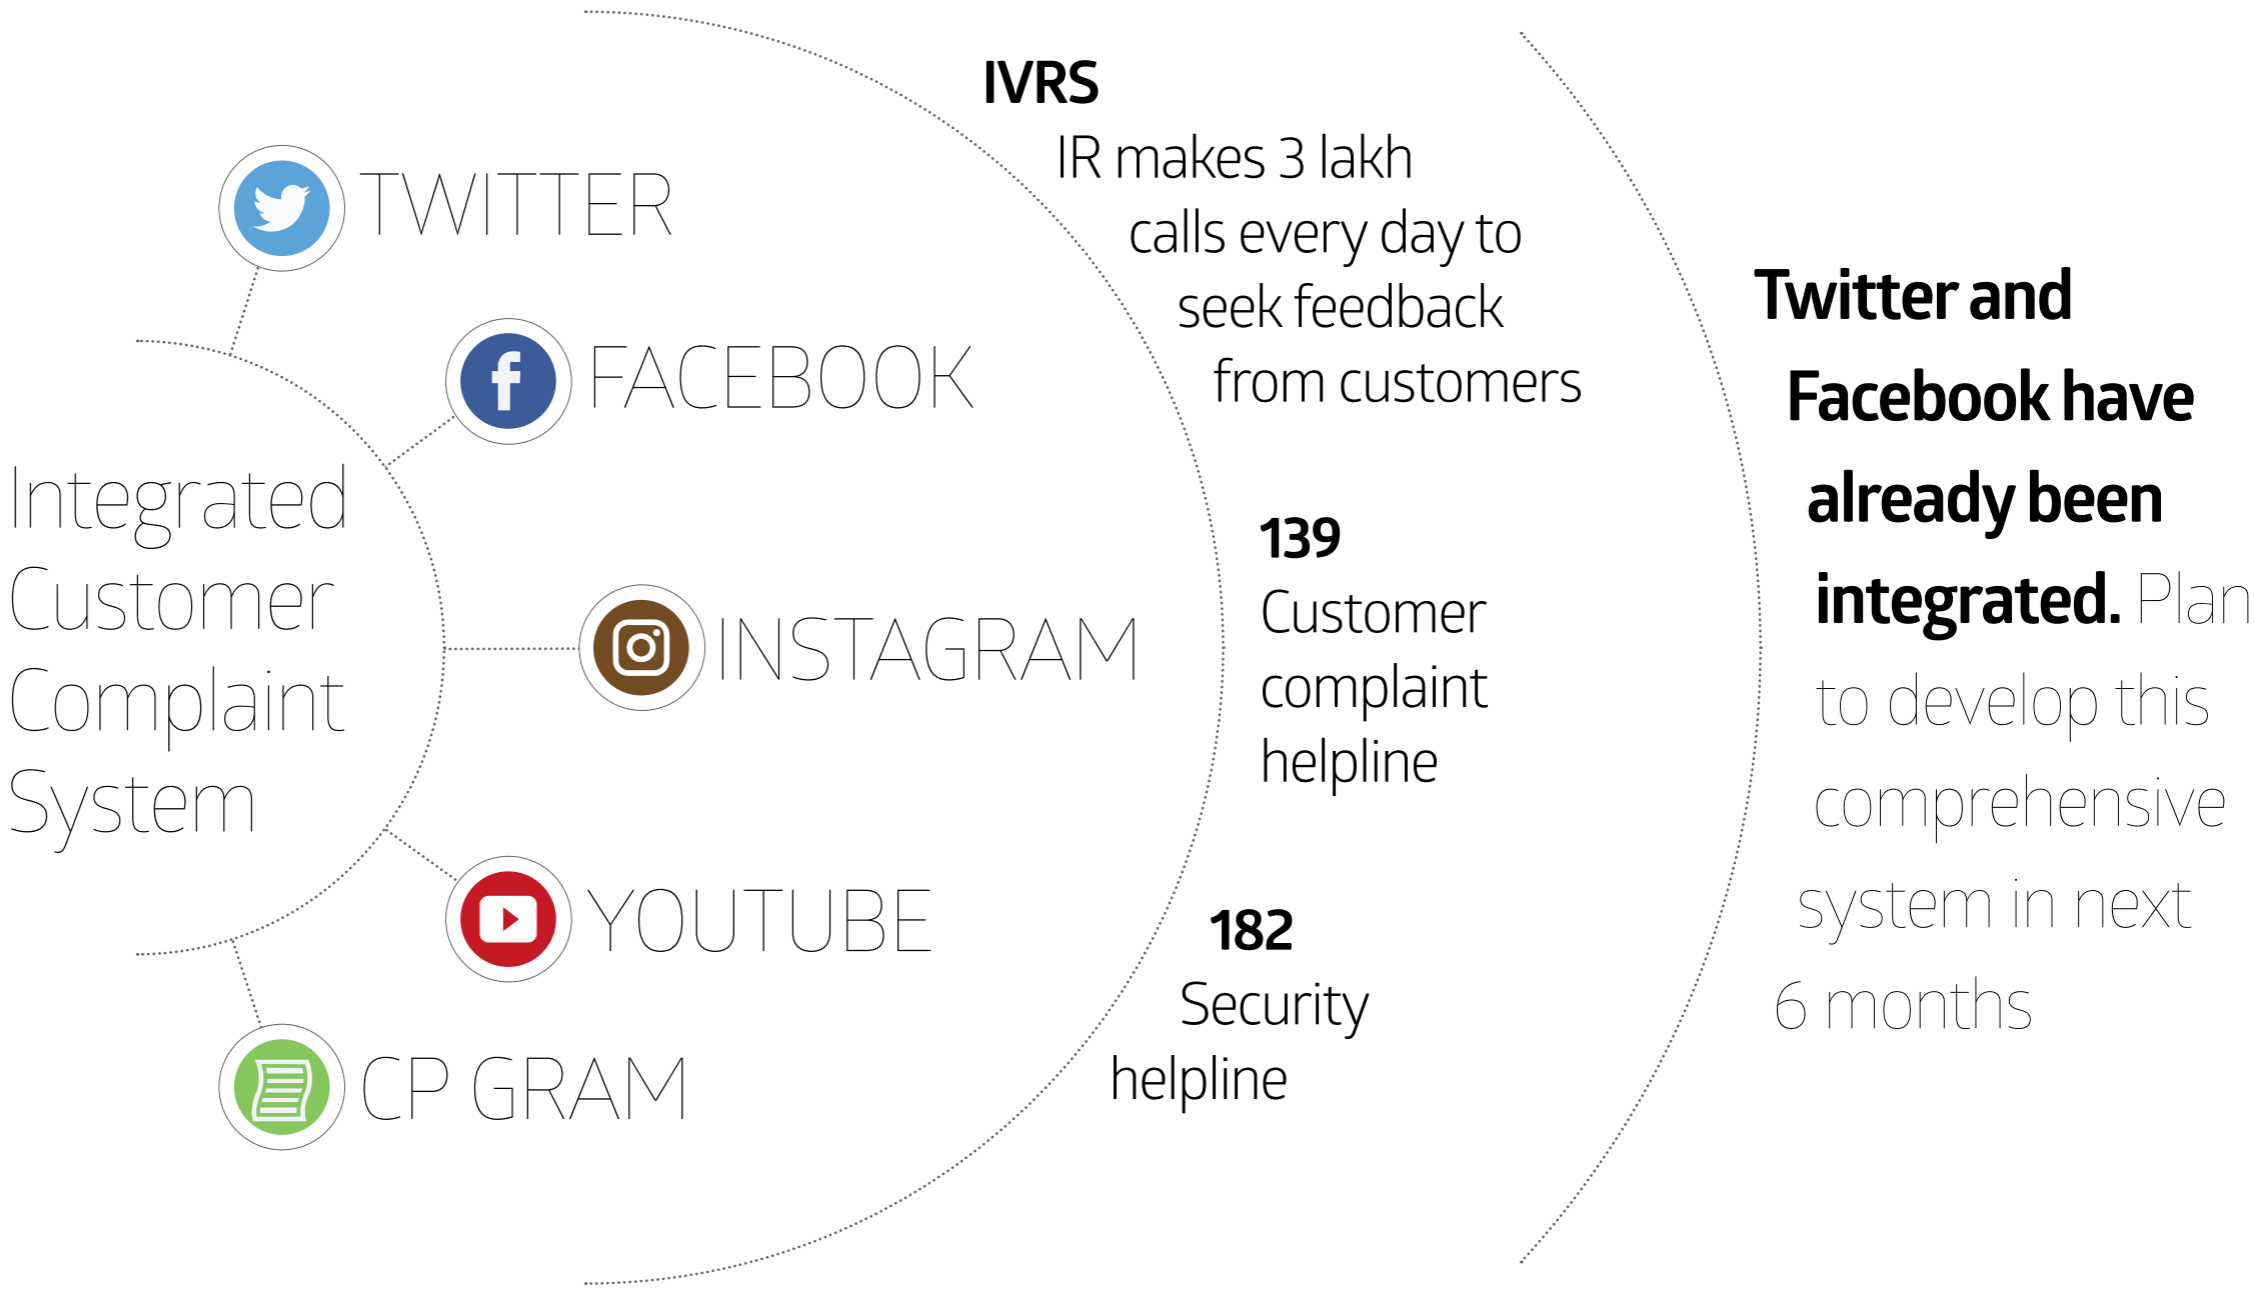 Integrated
Customer
Complaint
System
TWITTER
FACEBOOK
INSTAGRAM
YOUTUBE
CP GRAM
IVRS
IR makes 3 lakh
calls every day to
seek feedback
from customers
139
Customer
complaint
helpline
182
Security
helpline
Twitter and
Facebook have
already been
integrated. Plan
to develop this
comprehensive
system in next
6 months